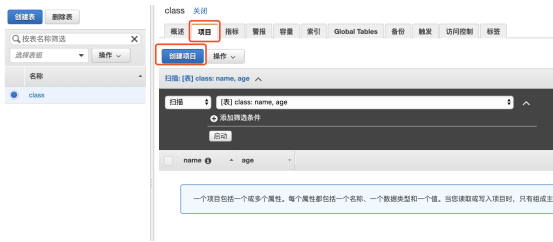 创建表 删除表
按表名称筛选
选择表组 操作
名称
class
class 关闭
概述 项目 指标 警报 容量 索引 Global Tables 备份 触发 访问控制 标签
创建项目 操作
扫描: [表] class: name, age
扫描 [表] class: name, age
添加筛选条件
启动
name age
一个项目包括一个或多个属性。每个属性都包括一个名称、一个数据类型和一个值。当您读取或写入项目时，只有组成主